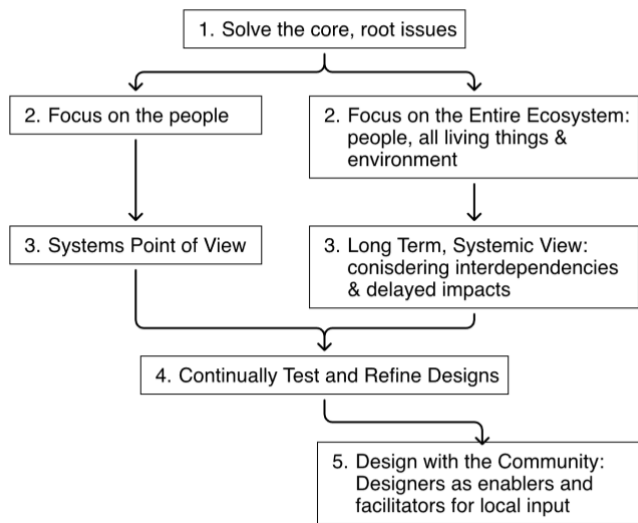 1. Solve the core, root issues
2. Focus on the people
2. Focus on the Entire Ecosystem:
people, all living things &
environment
3. Systems Point of View
3. Long Term, Systemic View:
conisdering interdependencies
& delayed impacts
4. Continually Test and Refine Designs
5. Design with the Community:
Designers as enablers and
facilitators for local input